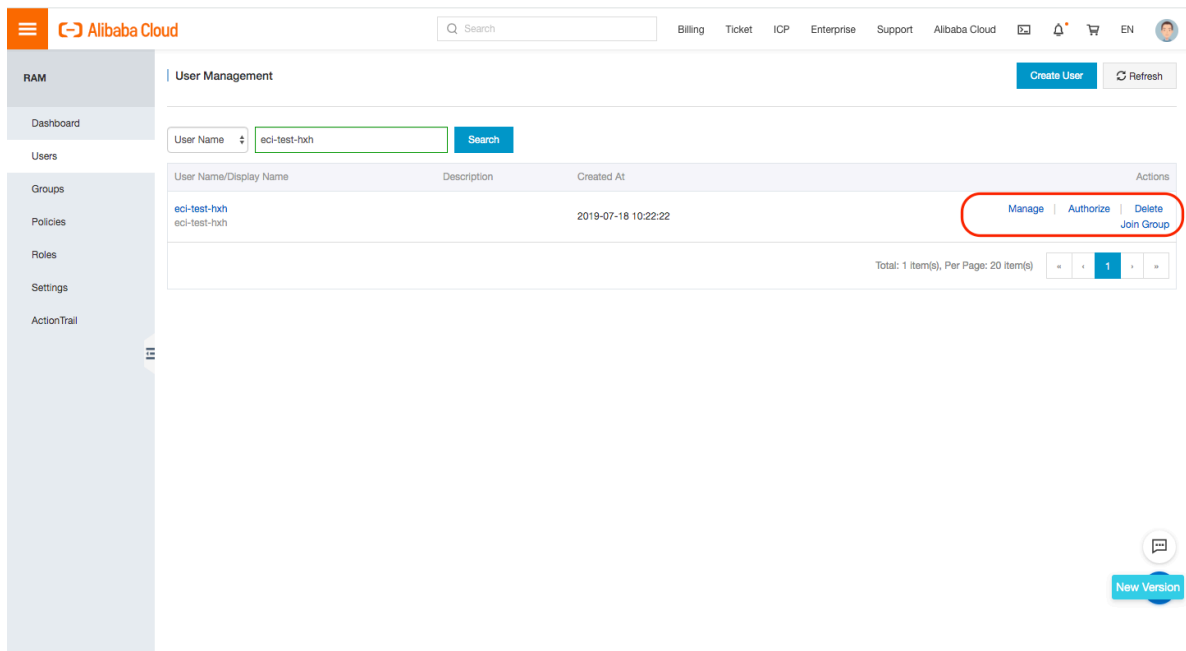 Alibaba Cloud
Search
Billing Ticket ICP Enterprise Support Alibaba Cloud EN
RAM
User Management
Create User
Refresh
Dashboard
Users
Groups
Policies
Roles
Settings
ActionTrail
User Name eci-test-hxh Search
User Name/Display Name Description Created At Actions
eci-test-hxh 2019-07-18 10:22:22 Manage | Authorize | Delete
eci-test-hxh Join Group
Total: 1 item(s), Per Page: 20 item(s) « ‹ 1 › »
New Version